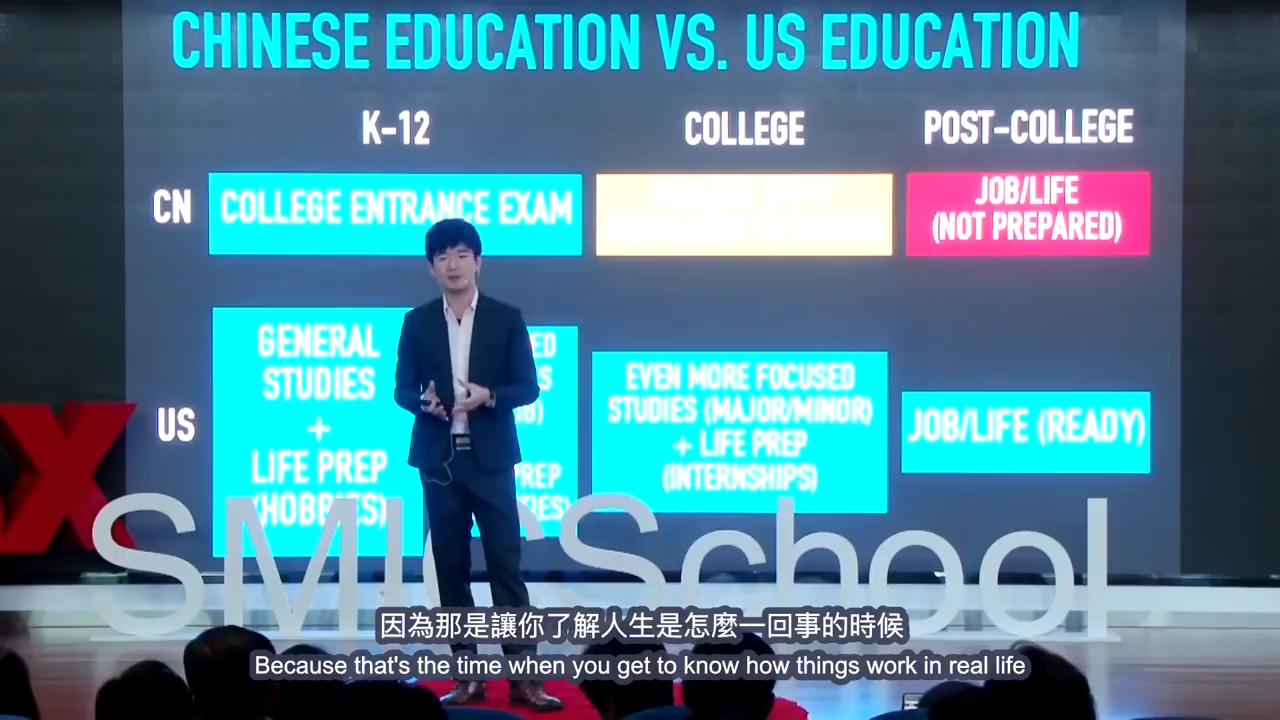 CHINESE EDUCATION VS. US EDUCATION
K-12
COLLEGE
POST-COLLEGE
CN
COLLEGE ENTRANCE EXAM
JOB/LIFE
(NOT PREPARED)
US
GENERAL
STUDIES
+
LIFE PREP
(HOBBIES)
EVEN MORE FOCUSED
STUDIES (MAJOR/MINOR)
+ LIFE PREP
(INTERNSHIPS)
JOB/LIFE (READY)
X
SMICSchool
因為那是讓你了解人生是怎麼一回事的時候
Because that's the time when you get to know how things work in real life